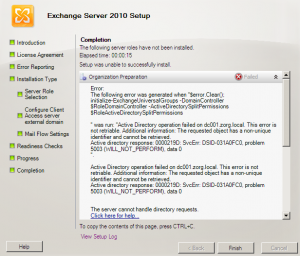 Exchange Server 2010 Setup
Introduction
License Agreement
Error Reporting
Installation Type
Server Role
Selection
Configure Client
Access server
external domain
Mail Flow Settings
Readiness Checks
Progress
Completion
Completion
The following server roles have not been installed.
Elapsed time: 00:00:15
Setup was unable to successfully install.
Organization Preparation
Failed
Error:
The following error was generated when "$error.Clear();
initialize-ExchangeUniversalGroups -DomainController
$RoleDomainController -ActiveDirectorySplitPermissions
$RoleActiveDirectorySplitPermissions
" was run: "Active Directory operation failed on dc001.zorg.local. This error is not
retriable. Additional information: The requested object has a non-unique
identifier and cannot be retrieved.
Active directory response: 0000219D: SvcErr: DSID-031A0FC0, problem
5003 (WILL_NOT_PERFORM), data 0
".
Active Directory operation failed on dc001.zorg.local. This error is not
retriable. Additional information: The requested object has a non-unique
identifier and cannot be retrieved.
Active directory response: 0000219D: SvcErr: DSID-031A0FC0, problem
5003 (WILL_NOT_PERFORM), data 0
The server cannot handle directory requests.
Click here for help...
To copy the contents of this page, press CTRL+C
View Setup Log
Help
< Back
Finish
Cancel